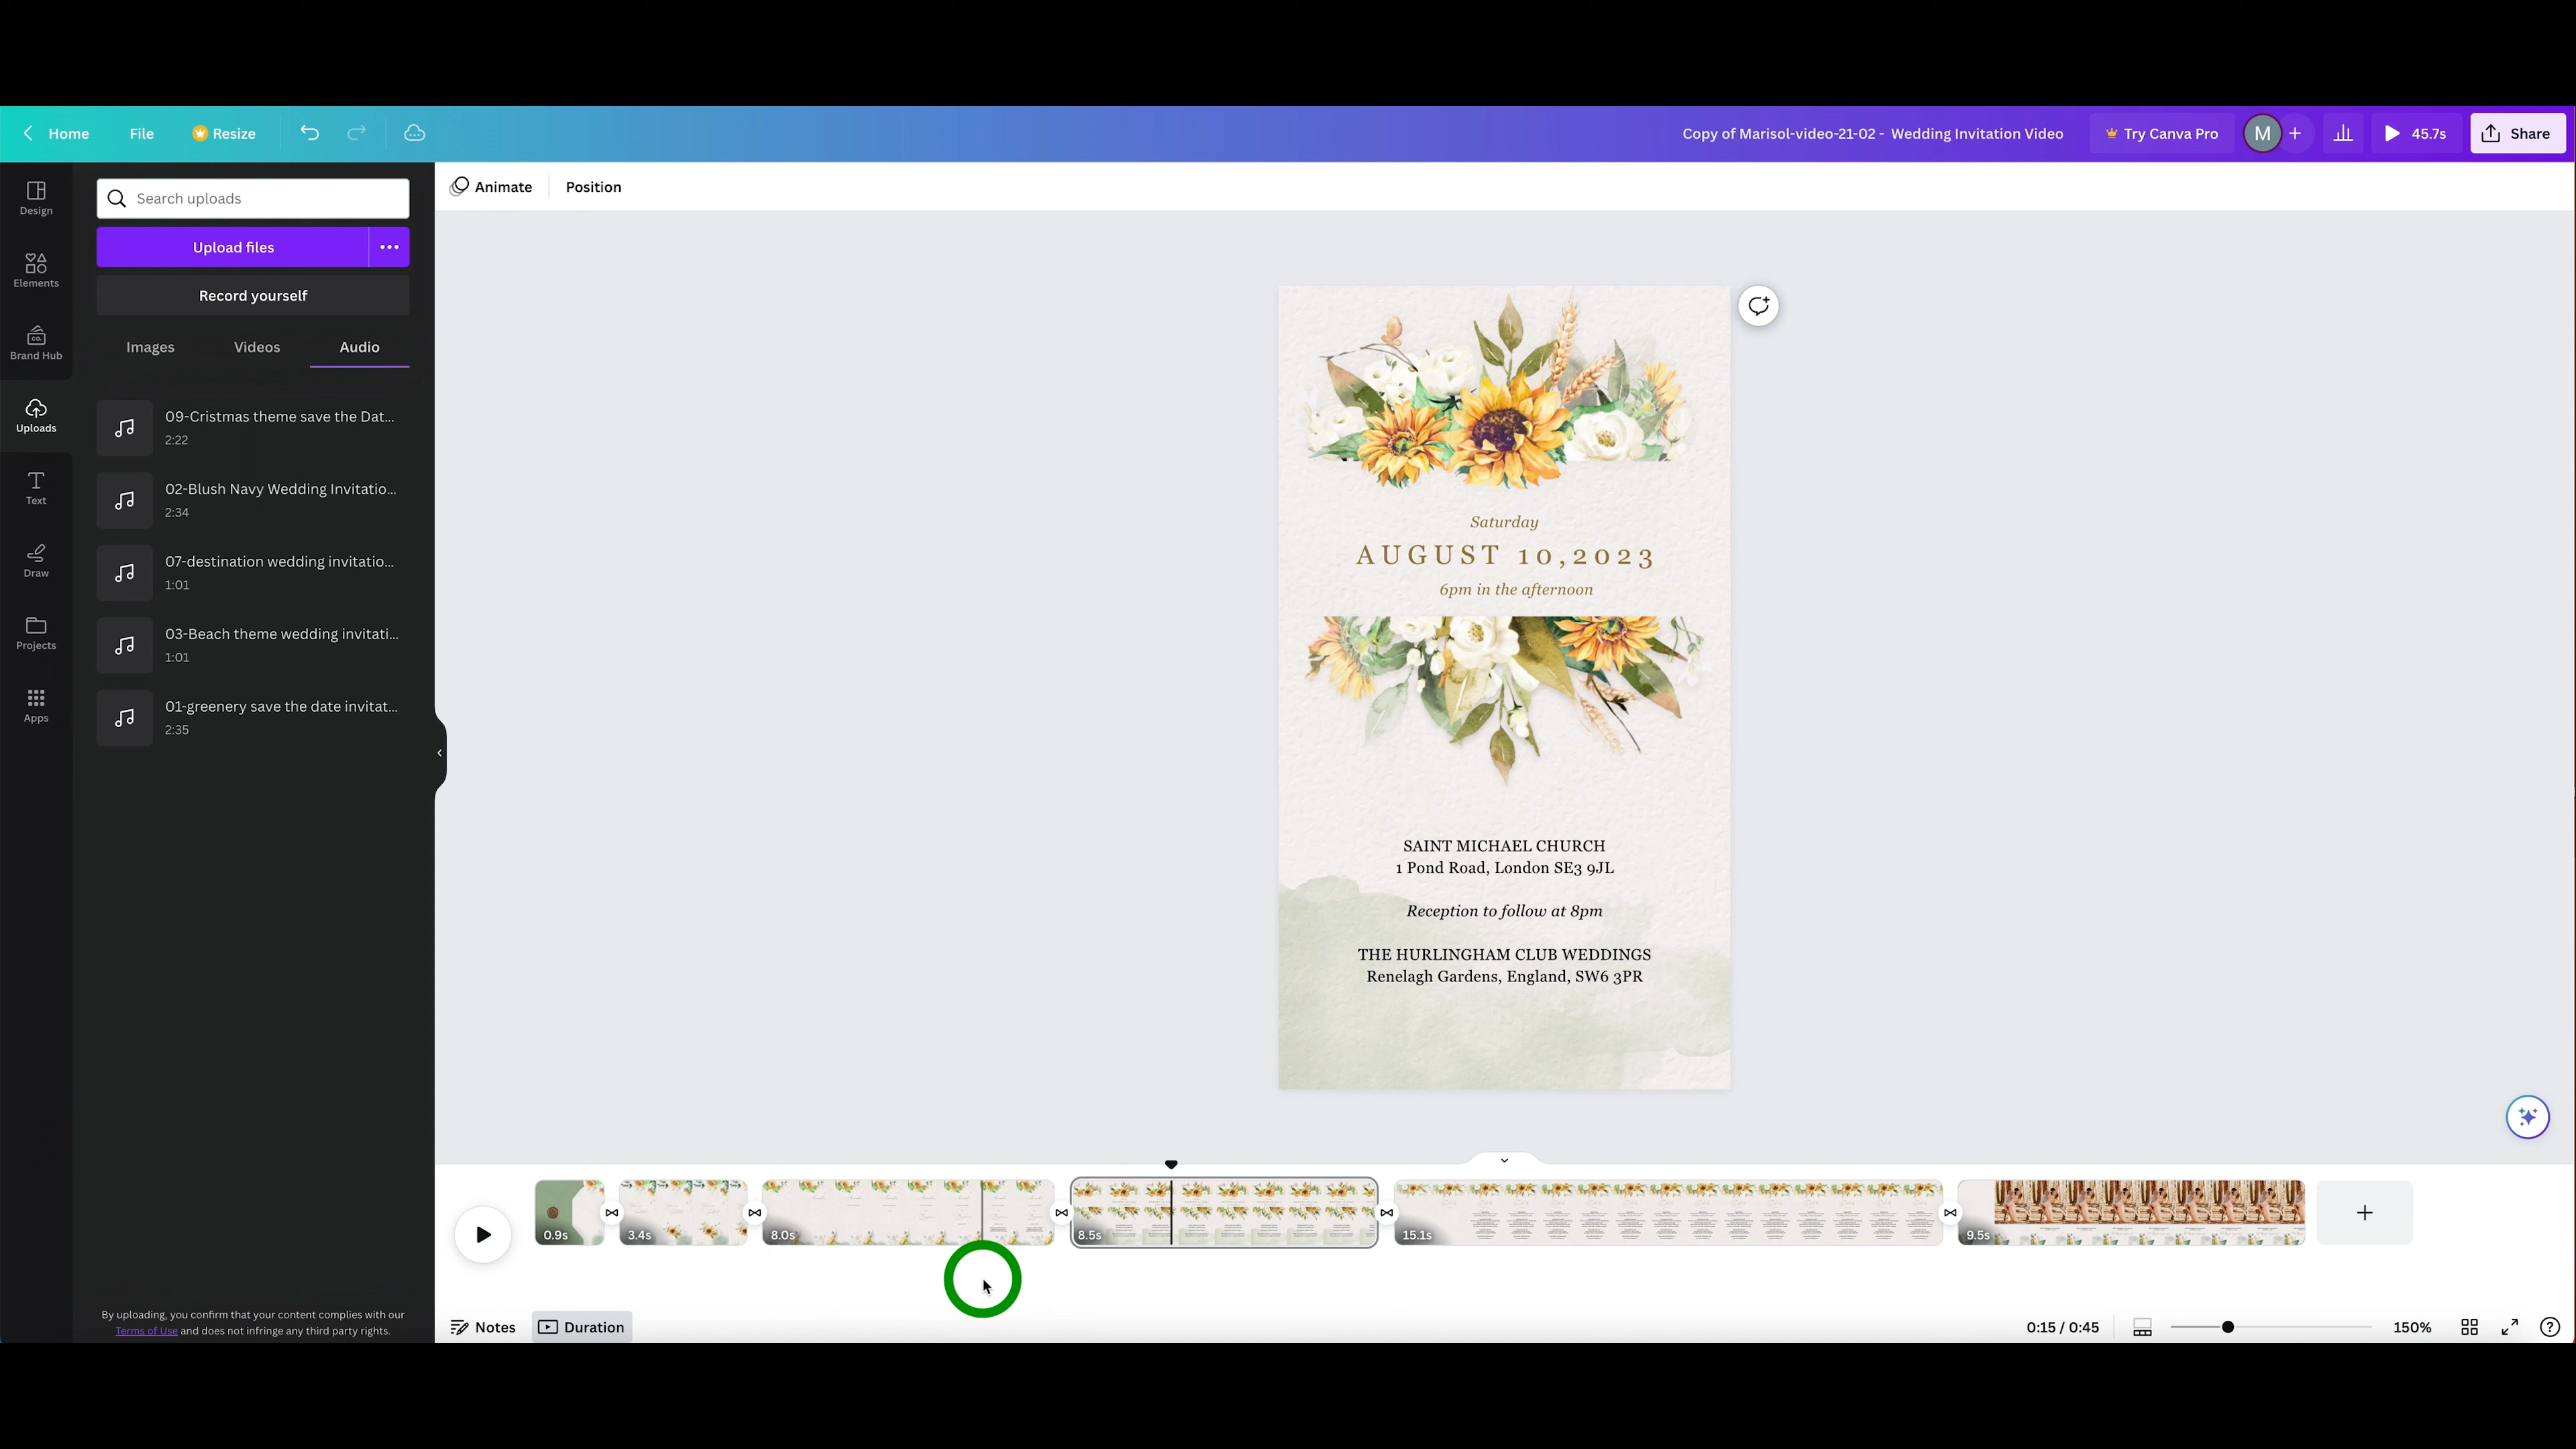 Home
File
Resize
Copy of Marisol-video-21-02 - Wedding Invitation Video
Try Canva Pro
M
45.7s
Share
Design
Elements
Brand Hub
Uploads
Text
Draw
Projects
Apps
Search uploads
Upload files
Record yourself
Images
Videos
Audio
09-Cristmas theme save the Dat...
2:22
02-Blush Navy Wedding Invitatio...
2:34
07-destination wedding invitatio...
1:01
03-Beach theme wedding invitati...
1:01
01-greenery save the date invitat...
2:35
By uploading, you confirm that your content complies with our
Terms of Use and does not infringe any third party rights.
Animate
Position
Saturday
AUGUST 10,2023
6pm in the afternoon
SAINT MICHAEL CHURCH
1 Pond Road, London SE3 9JL
Reception to follow at 8pm
THE HURLINGHAM CLUB WEDDINGS
Renelagh Gardens, England, SW6 3PR
0.9s
3.4s
8.0s
8.5s
15.1s
9.5s
Notes
Duration
0:15 / 0:45
150%